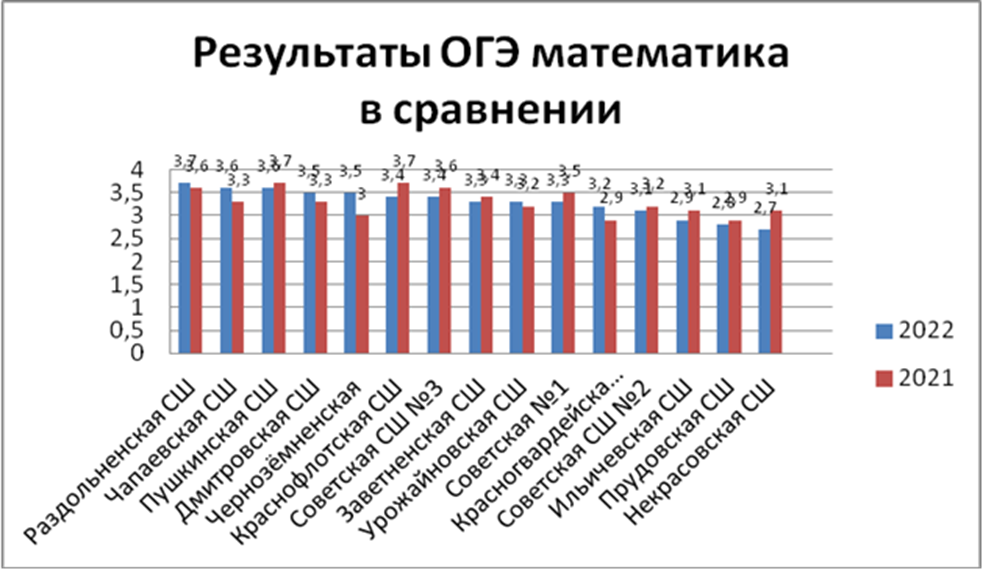 Результаты ОГЭ математика
в сравнении
3,7 3,6 3,6 3,3 3,6 3,7 3,5 3,3 3,5 3 3,4 3,7 3,4 3,6 3,3 3,4 3,3 3,2 3,3 3,5 3,2 2,9 3,1 3,2 2,9 3,1 2,8 2,9 2,7 3,1
4
3,5
3
2,5
2
1,5
1
0,5
0
2022
2021
Раздольненская СШ
Чапаевская СШ
Пушкинская СШ
Дмитровская СШ
Чернозёмненская
Краснофлотская СШ
Советская СШ №3
Заветненская СШ
Урожайновская СШ
Советская №1
Красногвардейска...
Советская СШ №2
Ильичевская СШ
Прудовская СШ
Некрасовская СШ